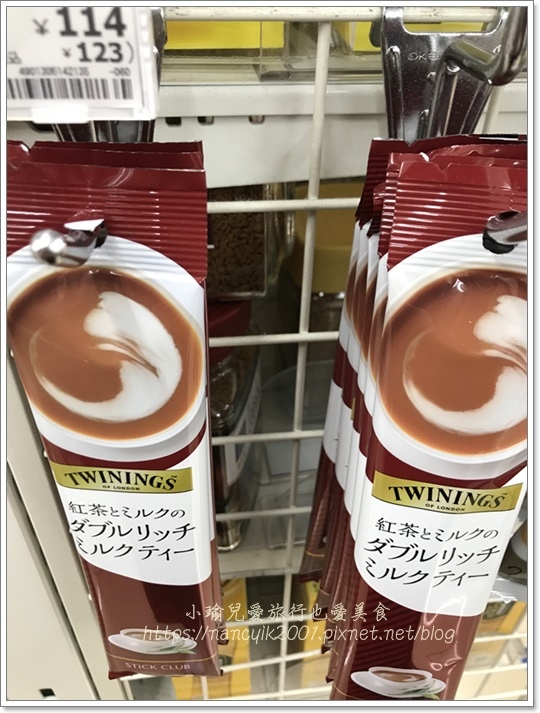 ¥114
¥123)
品
4901305142135 -060
TWININGS
OF LONDON
紅茶とミルクの
ダブルリッチ
ミルクティー
STICK CLUB
TWININGS
OF LONDON
紅茶とミルクの
ダブルリッチ
ミルクティー
小瑜兒愛旅行也愛美食
https://nancyik2001.pixnet.net/blog